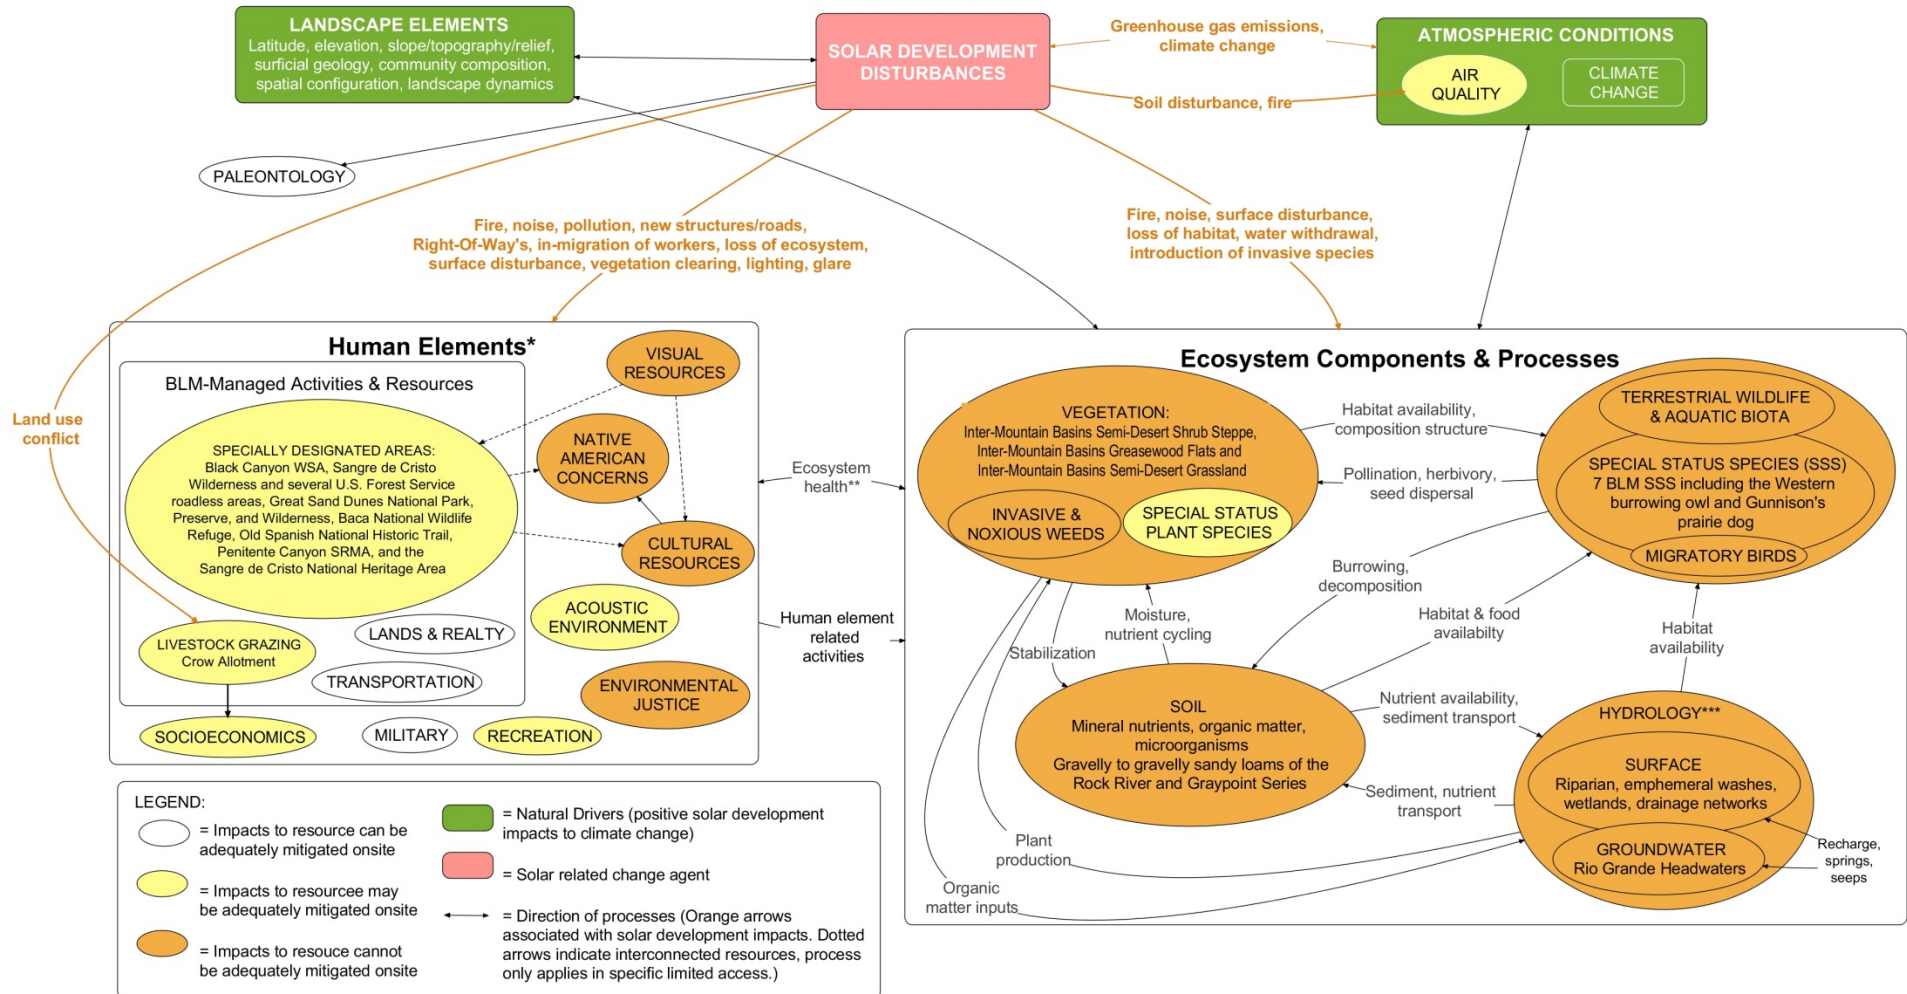 LANDSCAPE ELEMENTS
Latitude, elevation, slope/topography/relief,
surficial geology, community composition,
spatial configuration, landscape dynamics
SOLAR DEVELOPMENT
DISTURBANCES
Greenhouse gas emissions,
climate change
Soil disturbance, fire
ATMOSPHERIC CONDITIONS
AIR
QUALITY
CLIMATE
CHANGE
PALEONTOLOGY
Fire, noise, pollution, new structures/roads,
Right-Of-Way's, in-migration of workers, loss of ecosystem,
surface disturbance, vegetation clearing, lighting, glare
Fire, noise, surface disturbance,
loss of habitat, water withdrawal,
introduction of invasive species
Land use
conflict
Human Elements*
BLM-Managed Activities & Resources
SPECIALLY DESIGNATED AREAS:
Black Canyon WSA, Sangre de Cristo
Wilderness and several U.S. Forest Service
roadless areas, Great Sand Dunes National Park,
Preserve, and Wilderness, Baca National Wildlife
Refuge, Old Spanish National Historic Trail,
Penitente Canyon SRMA, and the
Sangre de Cristo National Heritage Area
LIVESTOCK GRAZING
Crow Allotment
LANDS & REALTY
TRANSPORTATION
VISUAL
RESOURCES
NATIVE
AMERICAN
CONCERNS
CULTURAL
RESOURCES
ACOUSTIC
ENVIRONMENT
ENVIRONMENTAL
JUSTICE
SOCIOECONOMICS
MILITARY
RECREATION
Ecosystem
health**
Human element
related
activities
Ecosystem Components & Processes
VEGETATION:
Inter-Mountain Basins Semi-Desert Shrub Steppe,
Inter-Mountain Basins Greasewood Flats and
Inter-Mountain Basins Semi-Desert Grassland
INVASIVE &
NOXIOUS WEEDS
SPECIAL STATUS
PLANT SPECIES
Habitat availability,
composition structure
Pollination, herbivory,
seed dispersal
TERRESTRIAL WILDLIFE
& AQUATIC BIOTA
SPECIAL STATUS SPECIES (SSS)
7 BLM SSS including the Western
burrowing owl and Gunnison's
prairie dog
MIGRATORY BIRDS
Burrowing,
decomposition
Moisture,
nutrient cycling
Stabilization
Habitat & food
availabilty
Habitat
availability
SOIL
Mineral nutrients, organic matter,
microorganisms
Gravelly to gravelly sandy loams of the
Rock River and Graypoint Series
Nutrient availability,
sediment transport
Sediment, nutrient
transport
HYDROLOGY***
SURFACE
Riparian, emphemeral washes,
wetlands, drainage networks
GROUNDWATER
Rio Grande Headwaters
Recharge,
springs,
seeps
Plant
production
Organic
matter inputs
LEGEND:
= Impacts to resource can be
adequately mitigated onsite
= Impacts to resourcee may
be adequately mitigated onsite
= Impacts to resouce cannot
be adequately mitigated onsite
= Natural Drivers (positive solar development
impacts to climate change)
= Solar related change agent
= Direction of processes (Orange arrows
associated with solar development impacts. Dotted
arrows indicate interconnected resources, process
only applies in specific limited access.)